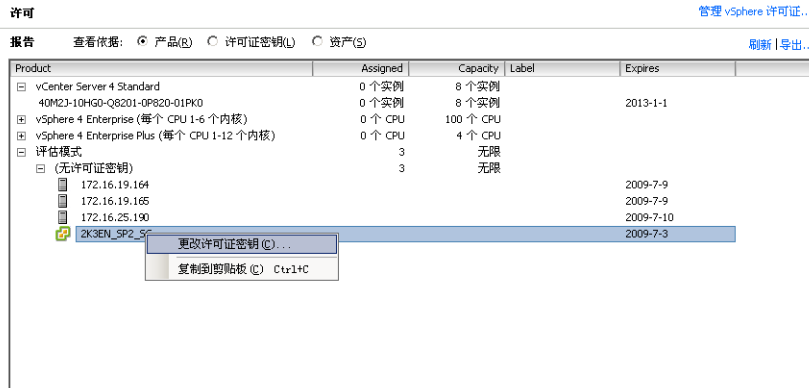 许可 管理 vSphere 许可证...
报告 查看依据: 产品(R) 许可证密钥(L) 资产(S) 刷新 导出...
Product Assigned Capacity Label Expires
vCenter Server 4 Standard 0 个实例 8 个实例
40M2J-10HG0-Q8201-0P820-01PK0 0 个实例 8 个实例 2013-1-1
vSphere 4 Enterprise (每个 CPU 1-6 个内核) 0 个 CPU 100 个 CPU
vSphere 4 Enterprise Plus (每个 CPU 1-12 个内核) 0 个 CPU 4 个 CPU
评估模式 3 无限
(无许可证密钥) 3 无限
172.16.19.164 2009-7-9
172.16.19.165 2009-7-9
172.16.25.190 2009-7-10
2K3EN_SP2_ 2009-7-3
更改许可证密钥(C)...
复制到剪贴板(C) Ctrl+C